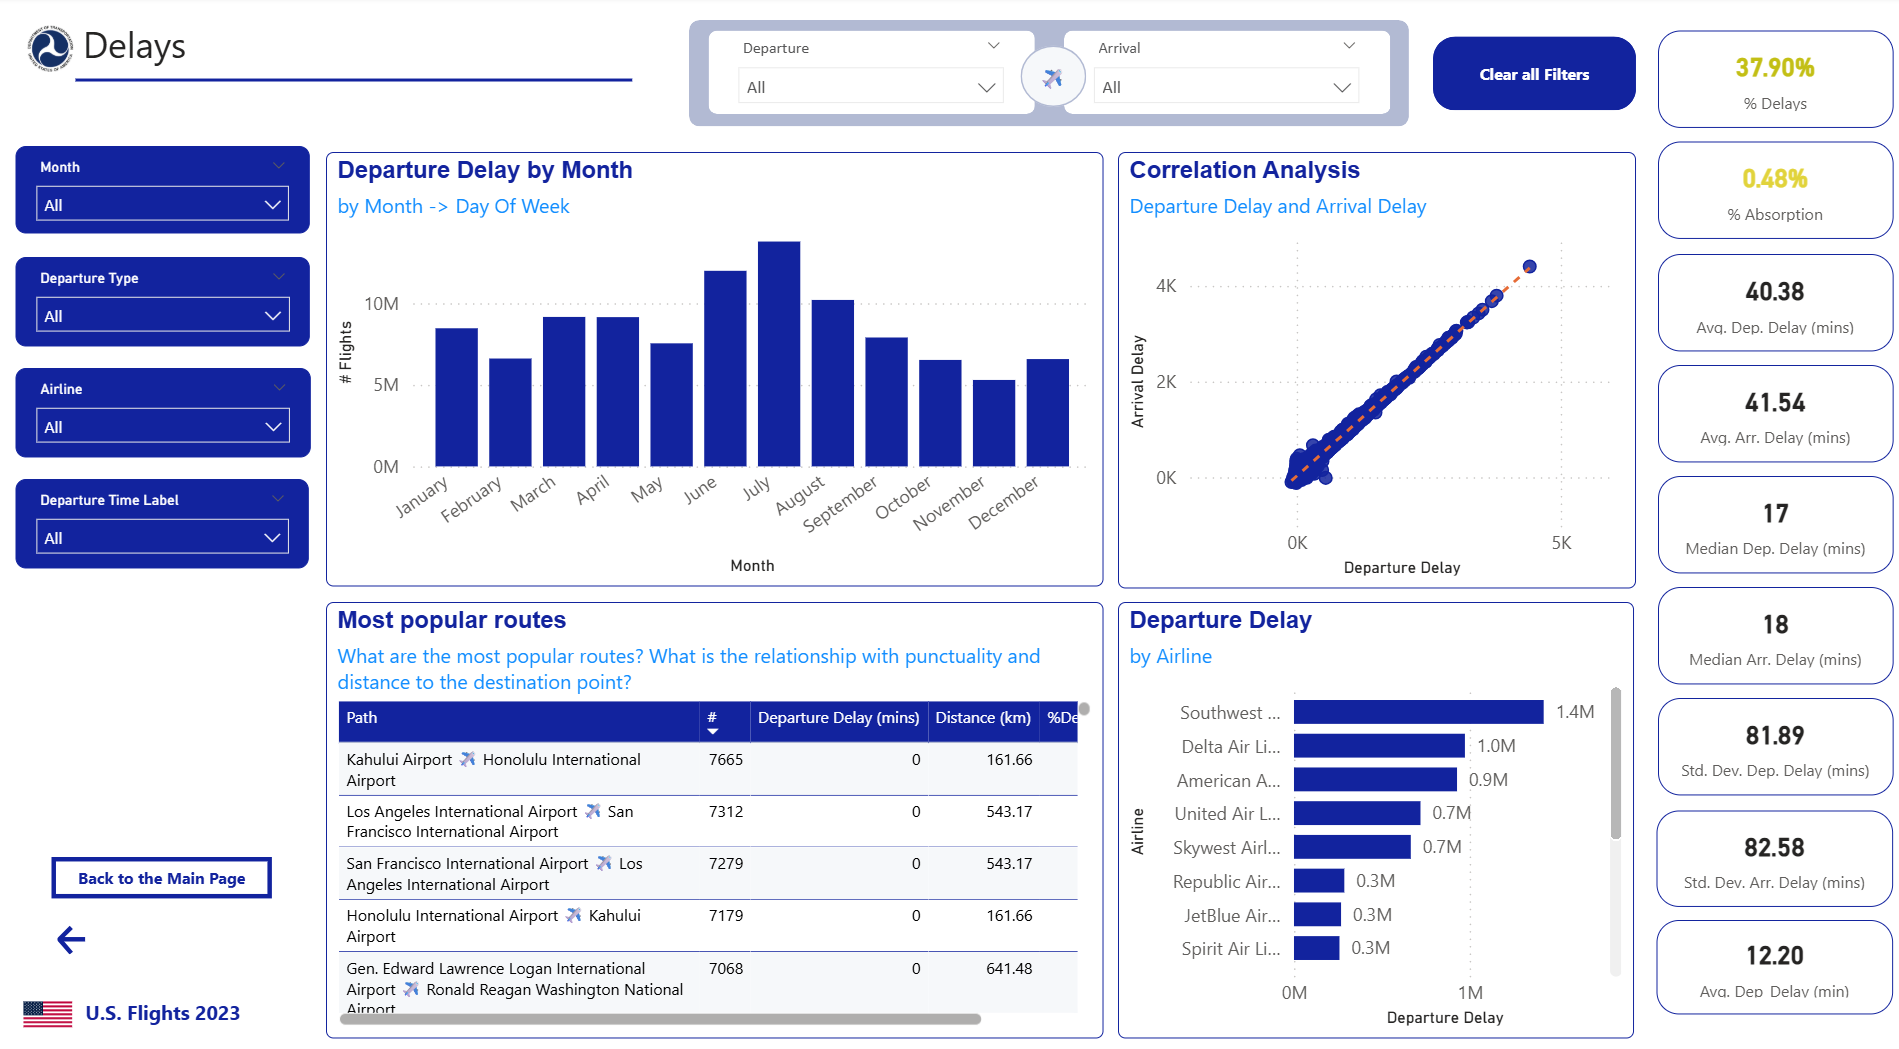 Delays
Departure
All
Arrival
All
Clear all Filters
37.90%
% Delays
0.48%
% Absorption
40.38
Avg. Dep. Delay (mins)
41.54
Avg. Arr. Delay (mins)
17
Median Dep. Delay (mins)
18
Median Arr. Delay (mins)
81.89
Std. Dev. Dep. Delay (mins)
82.58
Std. Dev. Arr. Delay (mins)
12.20
Avg. Dep. Delay (min)
Month
All
Departure Type
All
Airline
All
Departure Time Label
All
Back to the Main Page
U.S. Flights 2023
Departure Delay by Month
by Month -> Day Of Week
# Flights
10M
5M
0M
January
February
March
April
May
June
July
August
September
October
November
December
Month
Correlation Analysis
Departure Delay and Arrival Delay
Arrival Delay
4K
2K
0K
0K
5K
Departure Delay
Most popular routes
What are the most popular routes? What is the relationship with punctuality and
distance to the destination point?
Path # Departure Delay (mins) Distance (km) %De
Kahului Airport Honolulu International 7665 0 161.66
Airport
Los Angeles International Airport San 7312 0 543.17
Francisco International Airport
San Francisco International Airport Los 7279 0 543.17
Angeles International Airport
Honolulu International Airport Kahului 7179 0 161.66
Airport
Gen. Edward Lawrence Logan International 7068 0 641.48
Airport Ronald Reagan Washington National
Airport
Departure Delay
by Airline
Airline
Southwest ... 1.4M
Delta Air Li... 1.0M
American A... 0.9M
United Air L... 0.7M
Skywest Airl... 0.7M
Republic Air... 0.3M
JetBlue Air... 0.3M
Spirit Air Li... 0.3M
0M
1M
Departure Delay